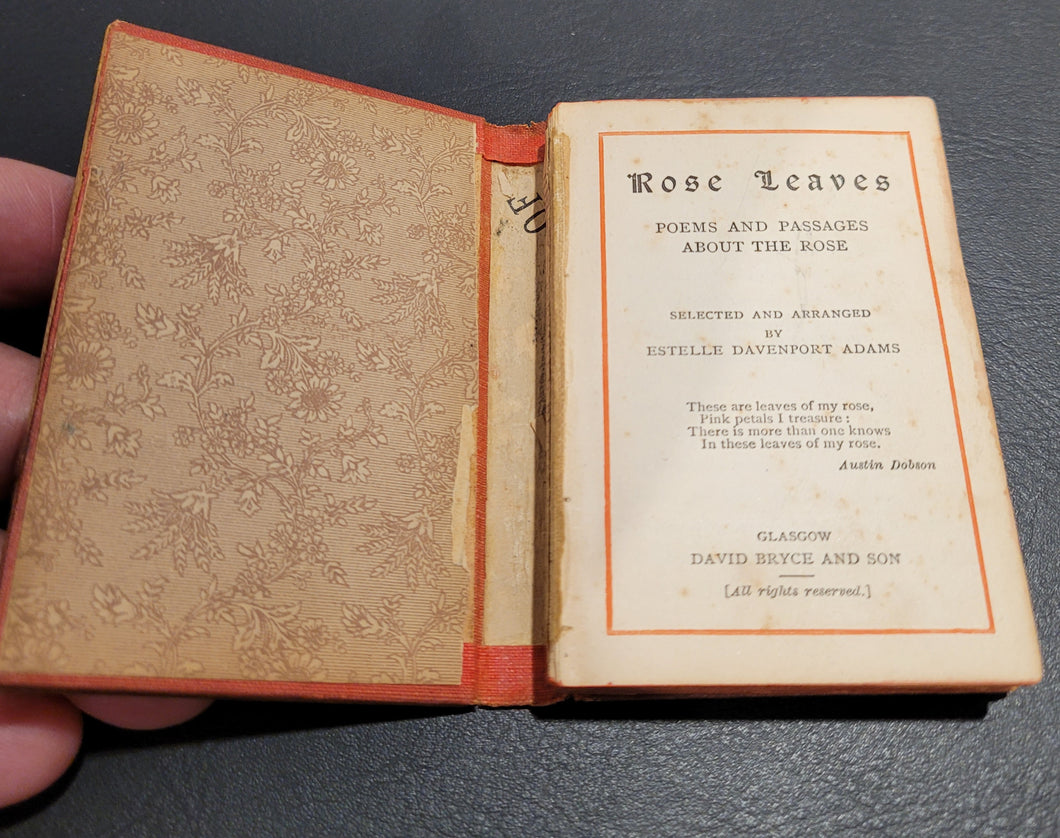 OF
Rose Leaves
POEMS AND PASSAGES
ABOUT THE ROSE
SELECTED AND ARRANGED
BY
ESTELLE DAVENPORT ADAMS
These are leaves of my rose,
Pink petals I treasure:
There is more than one knows
In these leaves of my rose.
Austin Dobson
GLASGOW
DAVID BRYCE AND SON
[All rights reserved.]